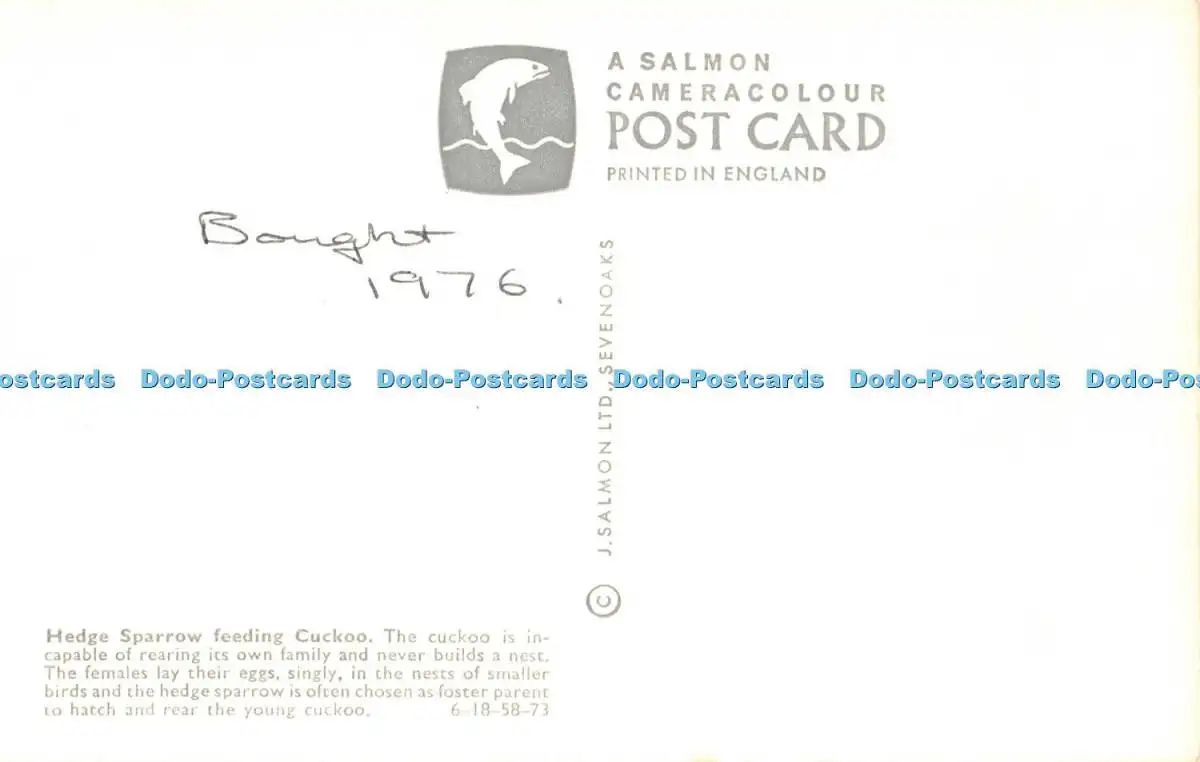 A SALMON
CAMERACOLOUR
POST CARD
PRINTED IN ENGLAND
Bought
1976.
J. SALMON LTD., SEVENOAKS
©
ostcards Dodo-Postcards Dodo-Postcards Dodo-Postcards Dodo-Postcards Dodo-Pos
Hedge Sparrow feeding Cuckoo. The cuckoo is in-
capable of rearing its own family and never builds a nest.
The females lay their eggs, singly, in the nests of smaller
birds and the hedge sparrow is often chosen as foster parent
to hatch and rear the young cuckoo. 6-18-58-73